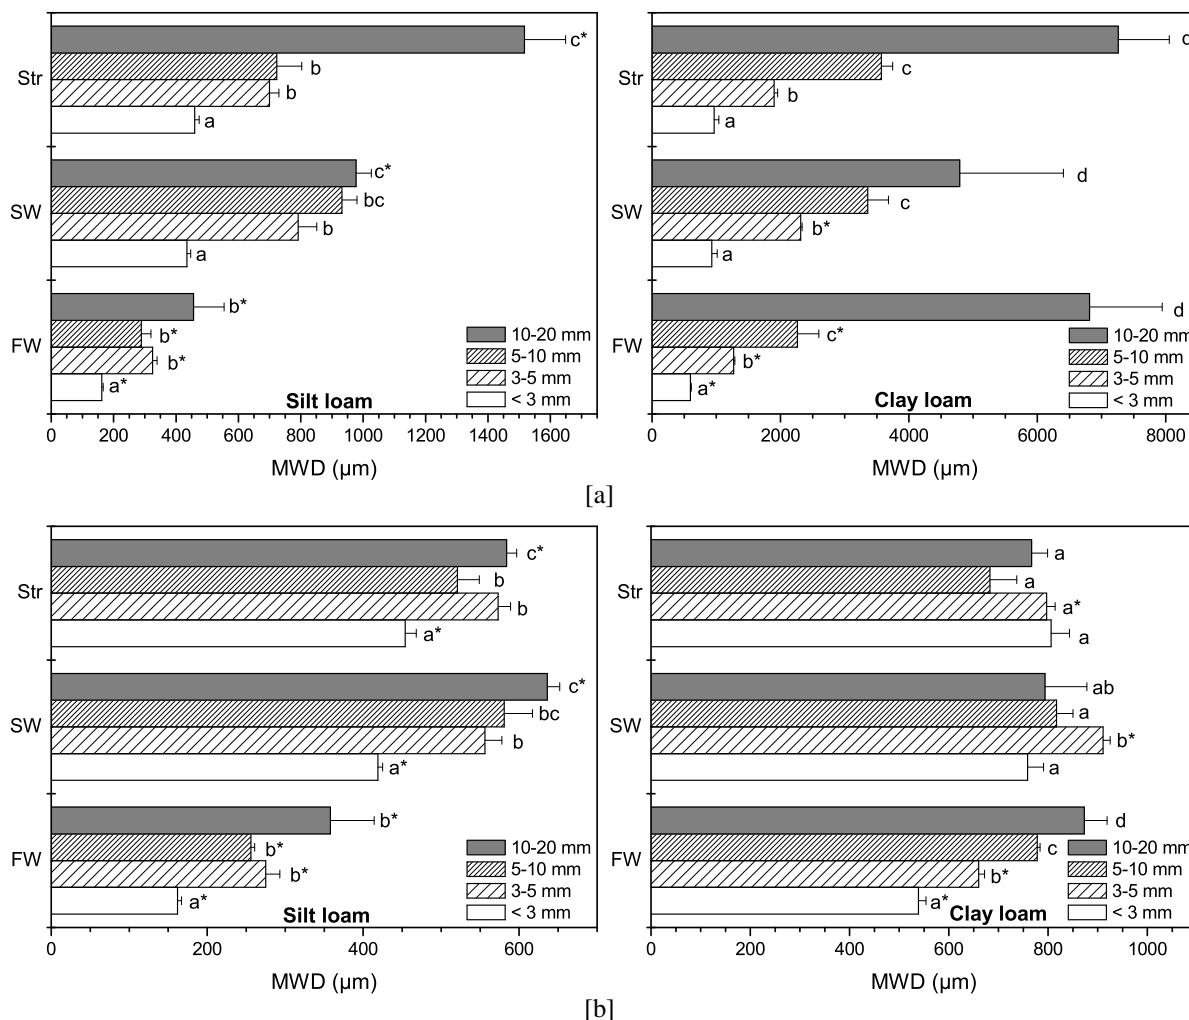 Str
c*
b
b
a
SW
c*
bc
b
a
FW
b*
b*
b*
a*
10-20 mm
5-10 mm
3-5 mm
< 3 mm
Silt loam
0 200 400 600 800 1000 1200 1400 1600
MWD (µm)
Str
c
b
a
SW
d
c
b*
a
FW
d
c*
b*
a*
10-20 mm
5-10 mm
3-5 mm
< 3 mm
Clay loam
0 2000 4000 6000 8000
MWD (µm)
[a]
Str
c*
b
b
a*
SW
c*
bc
b
a*
FW
b*
b*
b*
a*
10-20 mm
5-10 mm
3-5 mm
< 3 mm
Silt loam
0 200 400 600
MWD (µm)
Str
a
a
a*
a
SW
ab
a
b*
a
FW
d
c
b*
a*
10-20 mm
5-10 mm
3-5 mm
< 3 mm
Clay loam
0 200 400 600 800 1000
MWD (µm)
[b]